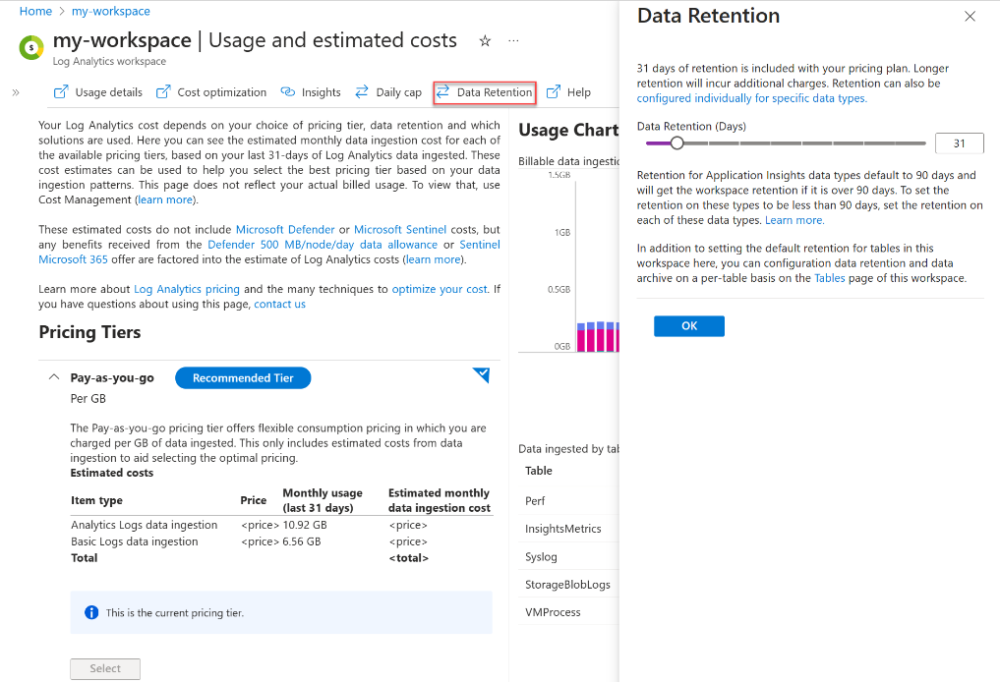 Home > my-workspace
my-workspace | Usage and estimated costs
Log Analytics workspace
Usage details
Cost optimization
Insights
Daily cap
Data Retention
Help
Your Log Analytics cost depends on your choice of pricing tier, data retention and which
solutions are used. Here you can see the estimated monthly data ingestion cost for each of
the available pricing tiers, based on your last 31-days of Log Analytics data ingested. These
cost estimates can be used to help you select the best pricing tier based on your data
ingestion patterns. This page does not reflect your actual billed usage. To view that, use
Cost Management (learn more).
These estimated costs do not include Microsoft Defender or Microsoft Sentinel costs, but
any benefits received from the Defender 500 MB/node/day data allowance or Sentinel
Microsoft 365 offer are factored into the estimate of Log Analytics costs (learn more).
Learn more about Log Analytics pricing and the many techniques to optimize your cost. If
you have questions about using this page, contact us
Pricing Tiers
Pay-as-you-go
Recommended Tier
Per GB
The Pay-as-you-go pricing tier offers flexible consumption pricing in which you are
charged per GB of data ingested. This only includes estimated costs from data
ingestion to aid selecting the optimal pricing.
Estimated costs
Item type Price Monthly usage (last 31 days) Estimated monthly data ingestion cost
Analytics Logs data ingestion <price> 10.92 GB <price>
Basic Logs data ingestion <price> 6.56 GB <price>
Total <total>
This is the current pricing tier.
Select
Usage Chart
Billable data ingestic
1.5GB
1GB
0.5GB
0GB
Data ingested by tab
Table
Perf
InsightsMetrics
Syslog
StorageBlobLogs
VMProcess
Data Retention
31 days of retention is included with your pricing plan. Longer
retention will incur additional charges. Retention can also be
configured individually for specific data types.
Data Retention (Days)
31
Retention for Application Insights data types default to 90 days and
will get the workspace retention if it is over 90 days. To set the
retention on these types to be less than 90 days, set the retention on
each of these data types. Learn more.
In addition to setting the default retention for tables in this
workspace here, you can configuration data retention and data
archive on a per-table basis on the Tables page of this workspace.
OK